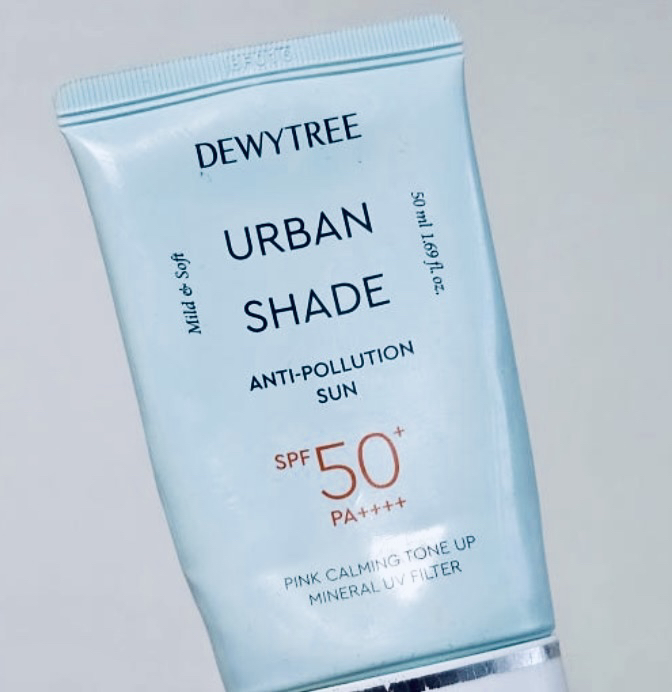 DEWYTREE
URBAN
SHADE
Mild & Soft
50 ml 1.69 fl. oz.
ANTI-POLLUTION
SUN
SPF 50+
PA++++
PINK CALMING TONE UP
MINERAL UV FILTER